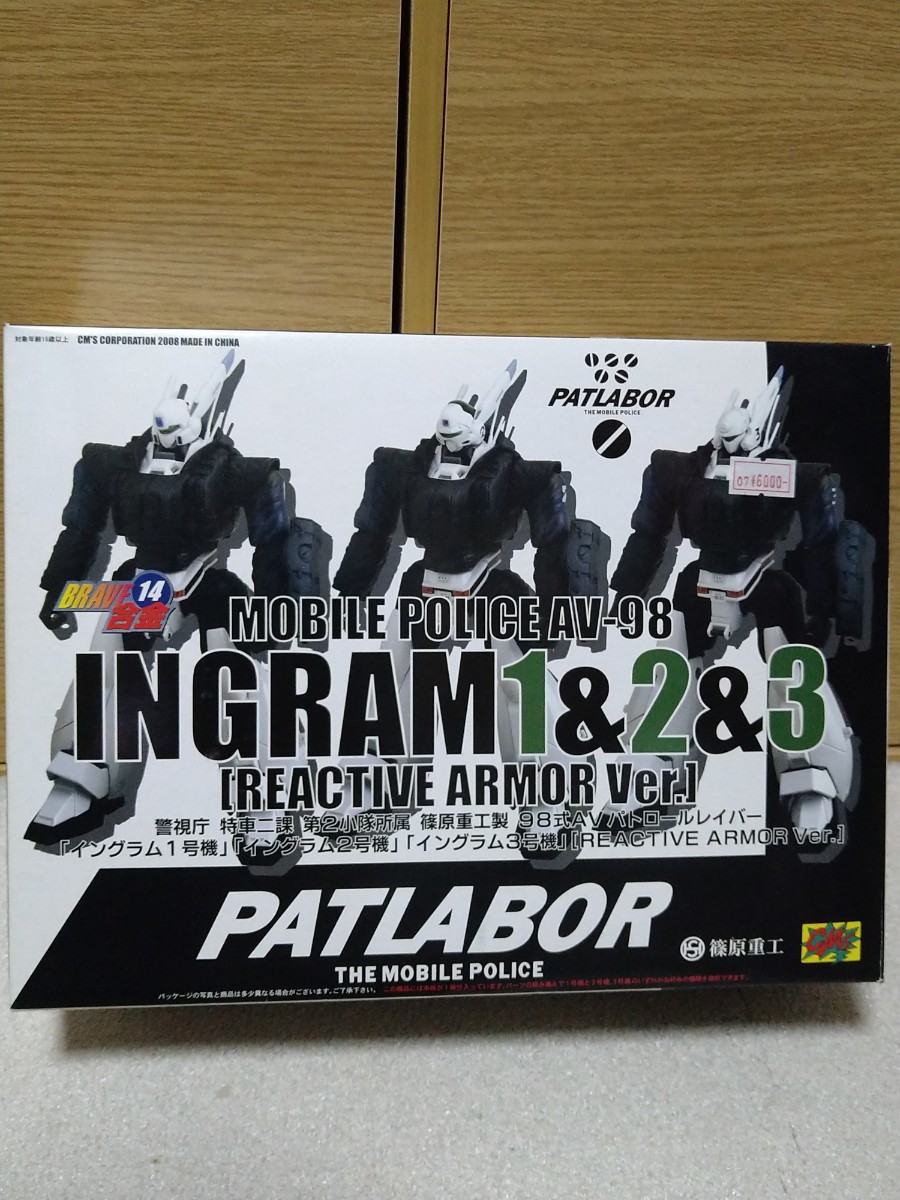 対象年齢15歳以上 CM'S CORPORATION 2008 MADE IN CHINA
PATLABOR
THE MOBILE POLICE
3
07 ¥6000-
BRAVE 14
合金
MOBILE POLICE AV-98
INGRAM1&2&3
[REACTIVE ARMOR Ver.]
警視庁 特車二課 第2小隊所属 篠原重工製 98式AVパトロールレイバー
「イングラム1号機」「イングラム2号機」「イングラム3号機」[REACTIVE ARMOR Ver.]
PATLABOR
THE MOBILE POLICE
篠原重工
CM's
パッケージの写真と商品は多少異なる場合がございます。ご了承下さい。